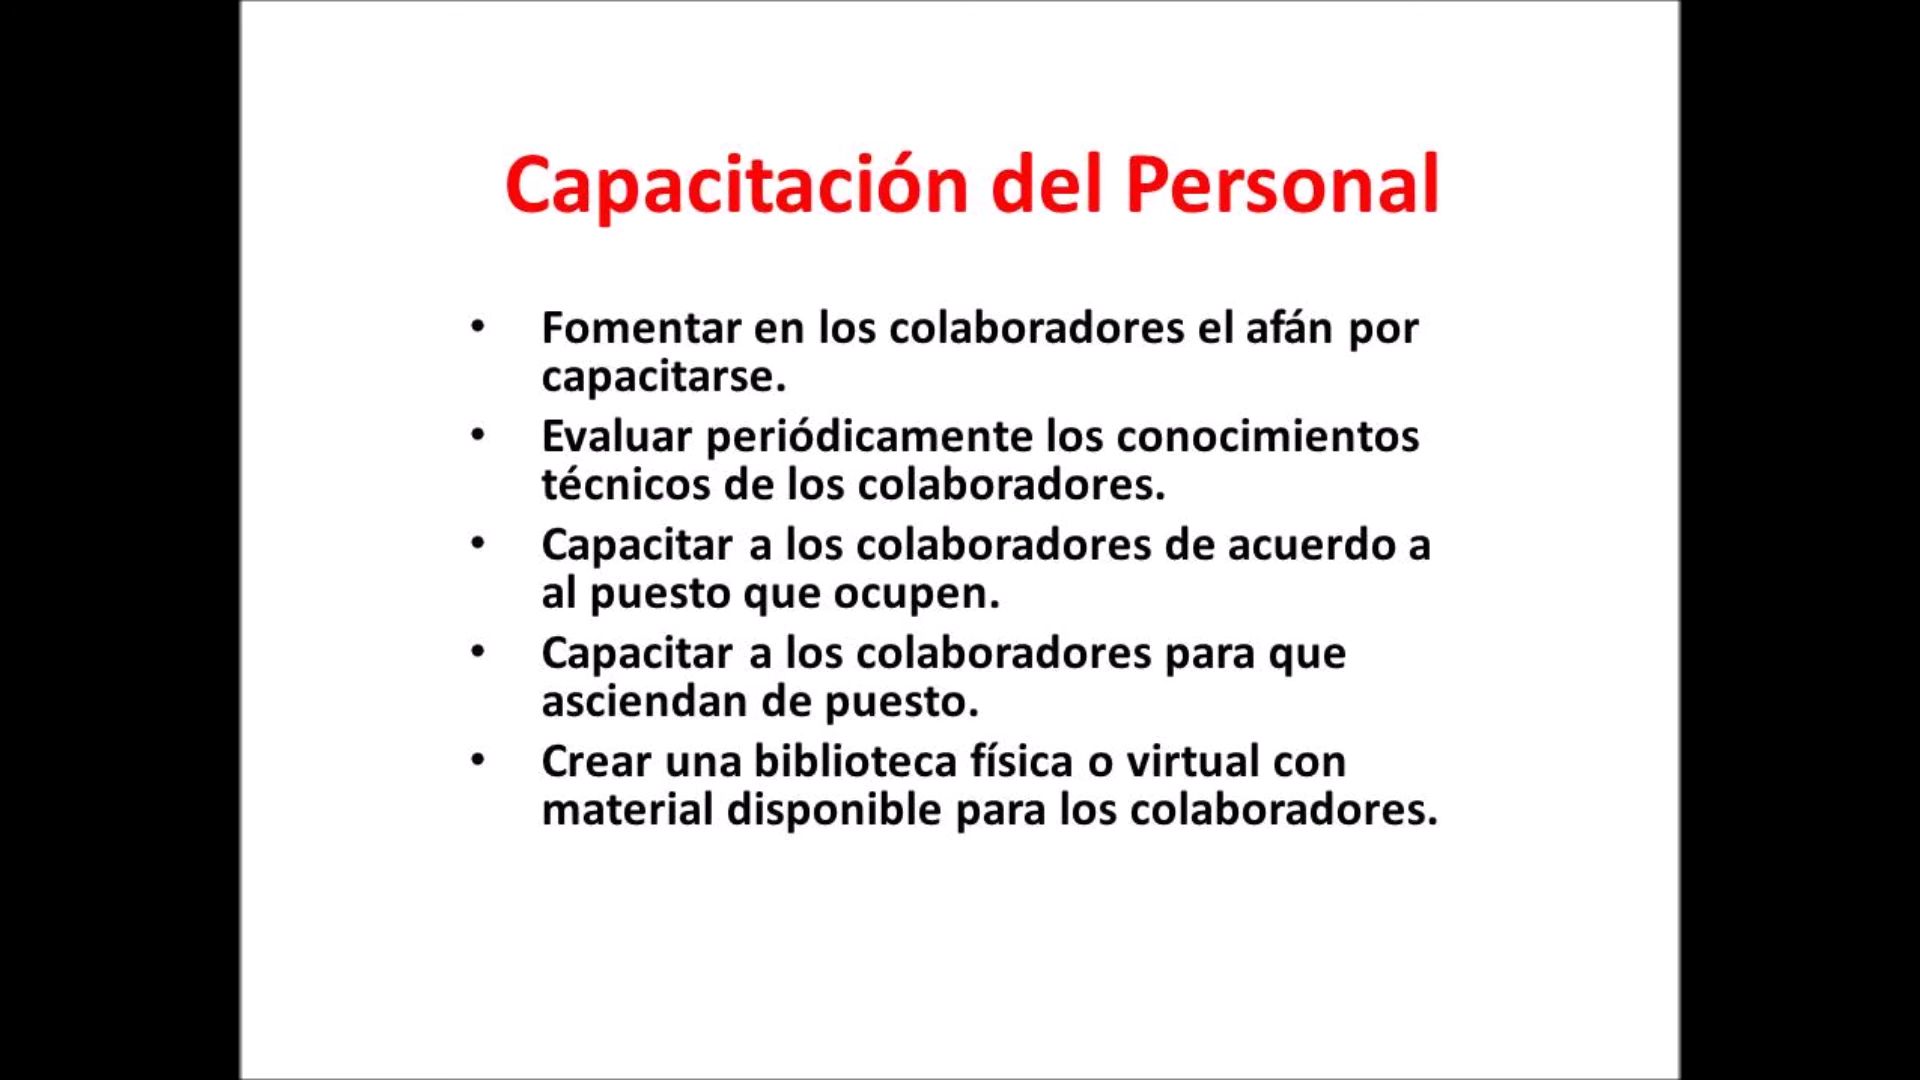 Capacitación del Personal
• Fomentar en los colaboradores el afán por
capacitarse.
• Evaluar periódicamente los conocimientos
técnicos de los colaboradores.
• Capacitar a los colaboradores de acuerdo a
al puesto que ocupen.
• Capacitar a los colaboradores para que
asciendan de puesto.
• Crear una biblioteca física o virtual con
material disponible para los colaboradores.